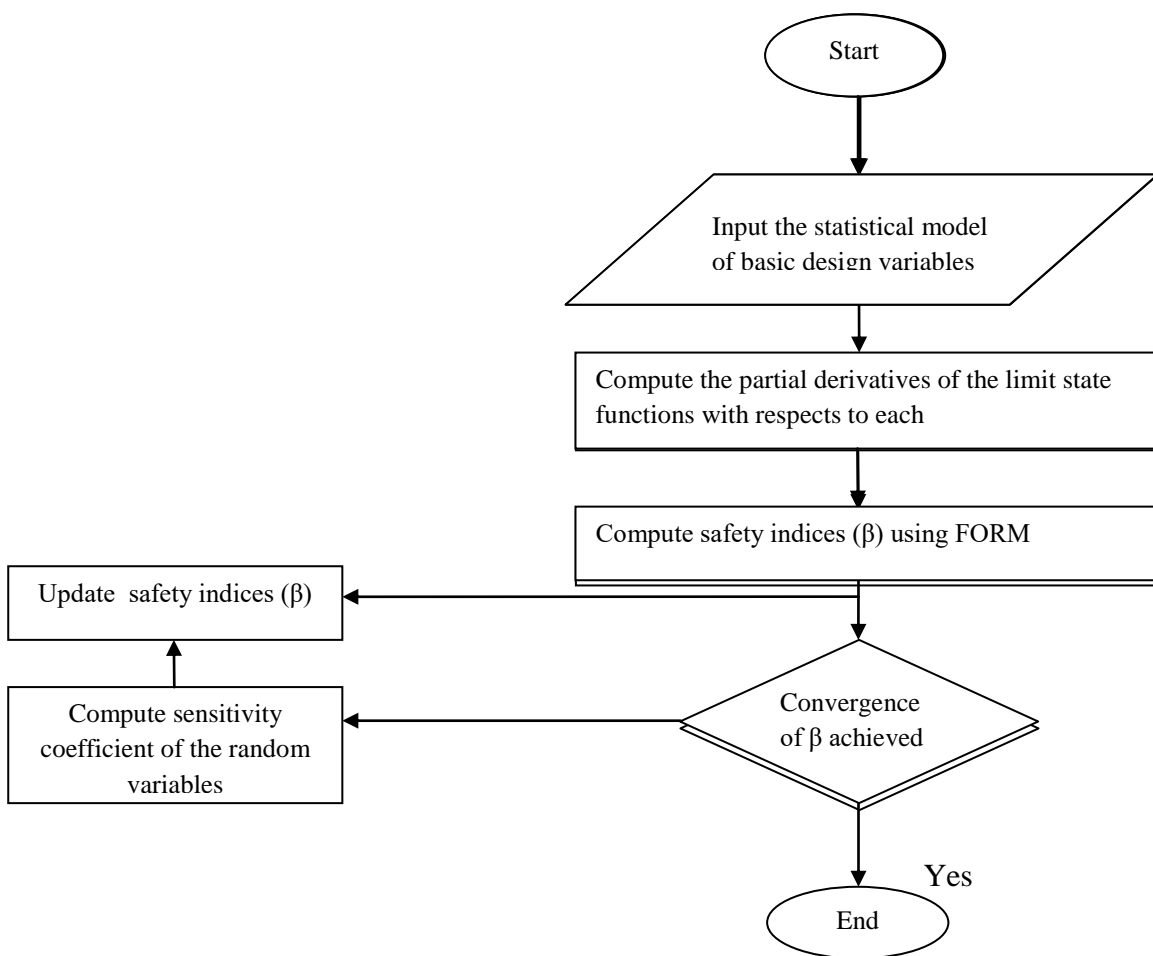 Start
Input the statistical model
of basic design variables
Compute the partial derivatives of the limit state
functions with respects to each
Compute safety indices (β) using FORM
Update safety indices (β)
Compute sensitivity
coefficient of the random
variables
Convergence
of β achieved
Yes
End